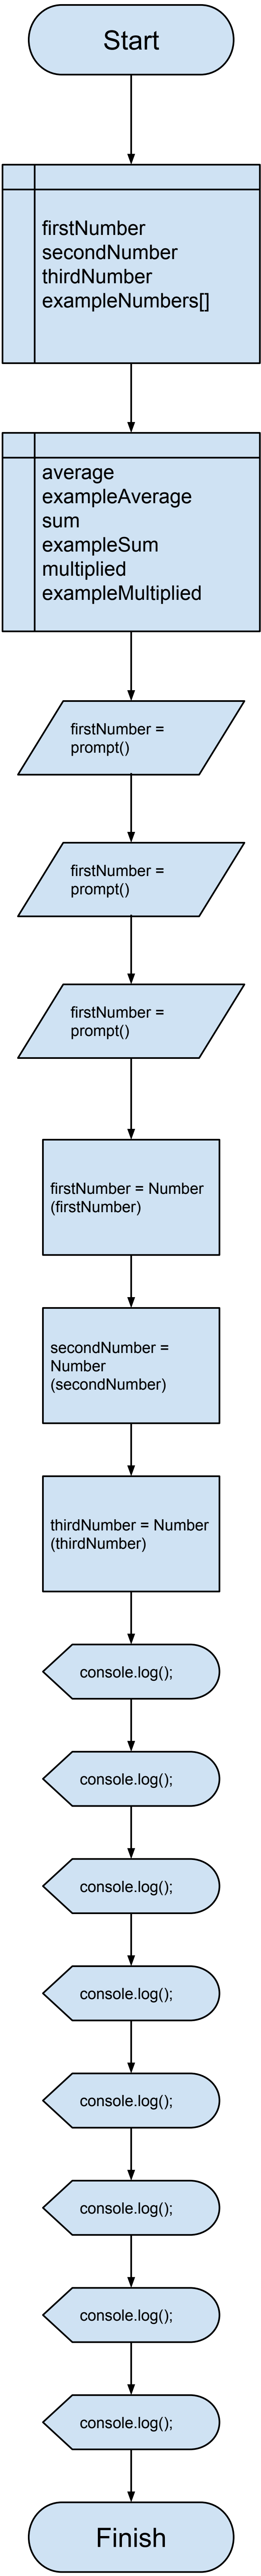 Start
firstNumber
secondNumber
thirdNumber
exampleNumbers[]
average
exampleAverage
sum
exampleSum
multiplied
exampleMultiplied
firstNumber =
prompt()
firstNumber =
prompt()
firstNumber =
prompt()
firstNumber = Number
(firstNumber)
secondNumber =
Number
(secondNumber)
thirdNumber = Number
(thirdNumber)
console.log();
console.log();
console.log();
console.log();
console.log();
console.log();
console.log();
console.log();
Finish